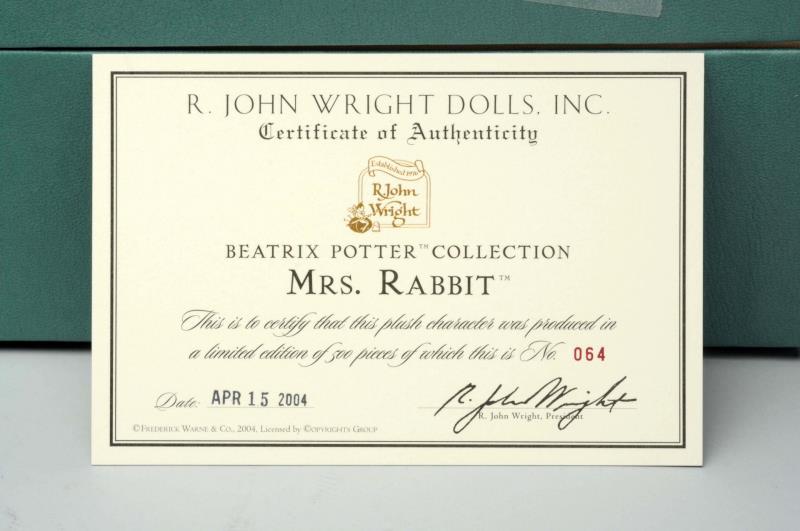 R. JOHN WRIGHT DOLLS, INC.
Certificate of Authenticity
Established 1976
R John
Wright
BEATRIX POTTER™ COLLECTION
MRS. RABBIT™
This is to certify that this plush character was produced in
a limited edition of 500 pieces of which this is No. 064
Date: APR 15 2004
R. John Wright
R. John Wright, President
©FREDERICK WARNE & CO., 2004, Licensed by ©OPYRIGHTS GROUP